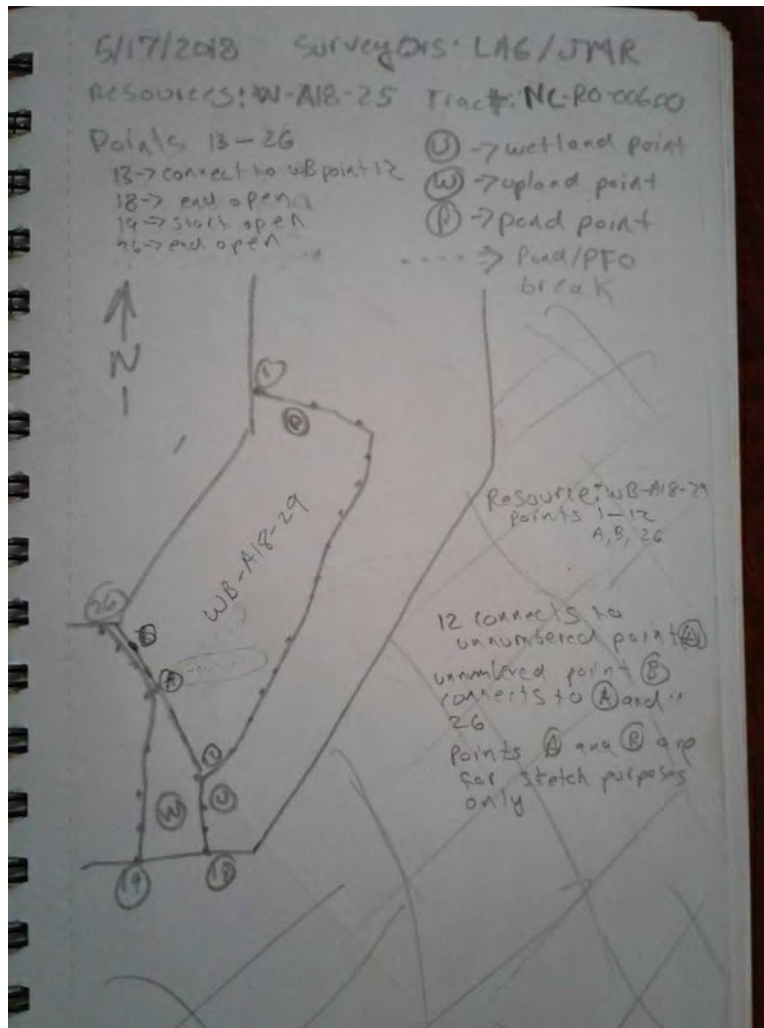 5/17/2018 Surveyors: LAG/JMR
Resources: W-A18-25 Tract#: NC-RO-
Points 13-26
13-> connect to WB point 12
18-> end open
19-> start open
26-> end open
U -> wetland point
W -> upland point
P -> pond point
----> Pond/PFO
break
N
1
P
WB-A18-29
26
B
A
W
U
19
18
Resource: WB-A18-29
points 1-12
A, B, 26
12 connects to
unnumbered point A
unnumbered point B
connects to A and
26
Points A and B are
for sketch purposes
only